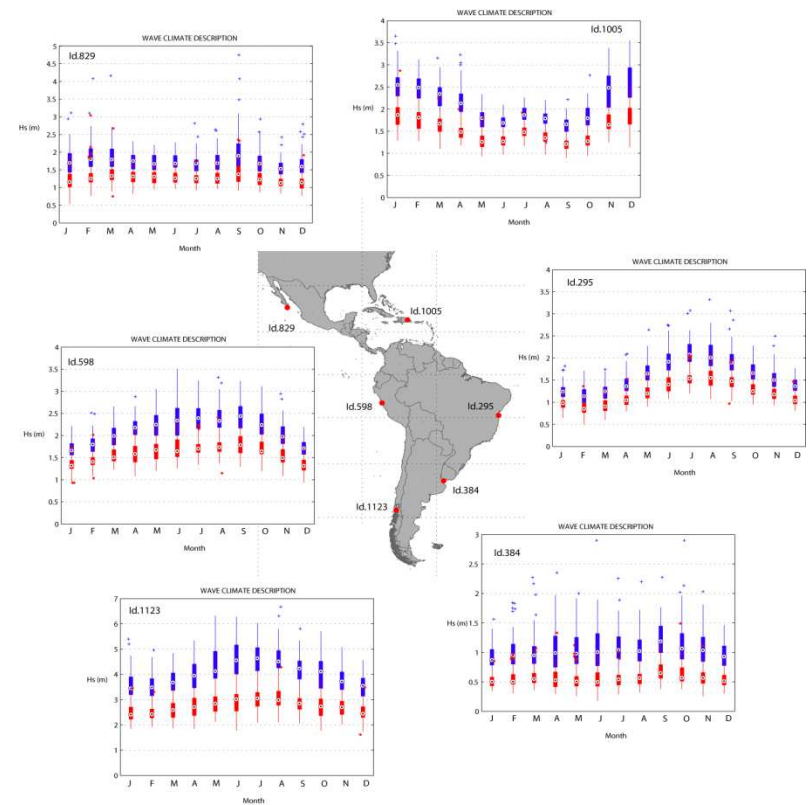 WAVE CLIMATE DESCRIPTION
Id.829
5
4.5
4
3.5
3
2.5
2
1.5
1
0.5
0
Hs (m)
J F M A M J J A S O N D
Month
WAVE CLIMATE DESCRIPTION
Id.1005
4
3.5
3
2.5
2
1.5
1
0.5
0
J F M A M J J A S O N D
Month
WAVE CLIMATE DESCRIPTION
Id.295
4
3.5
3
2.5
2
1.5
1
0.5
0
Hs (m)
J F M A M J J A S O N D
Month
Id.829
Id.1005
Id.598
Id.295
Id.384
Id.1123
WAVE CLIMATE DESCRIPTION
Id.598
4
3.5
3
2.5
2
1.5
1
0.5
0
Hs (m)
J F M A M J J A S O N D
Month
WAVE CLIMATE DESCRIPTION
Id.384
3
2.5
2
1.5
1
0.5
0
Hs (m)
J F M A M J J A S O N D
Month
WAVE CLIMATE DESCRIPTION
Id.1123
7
6
5
4
3
2
1
0
Hs (m)
J F M A M J J A S O N D
Month